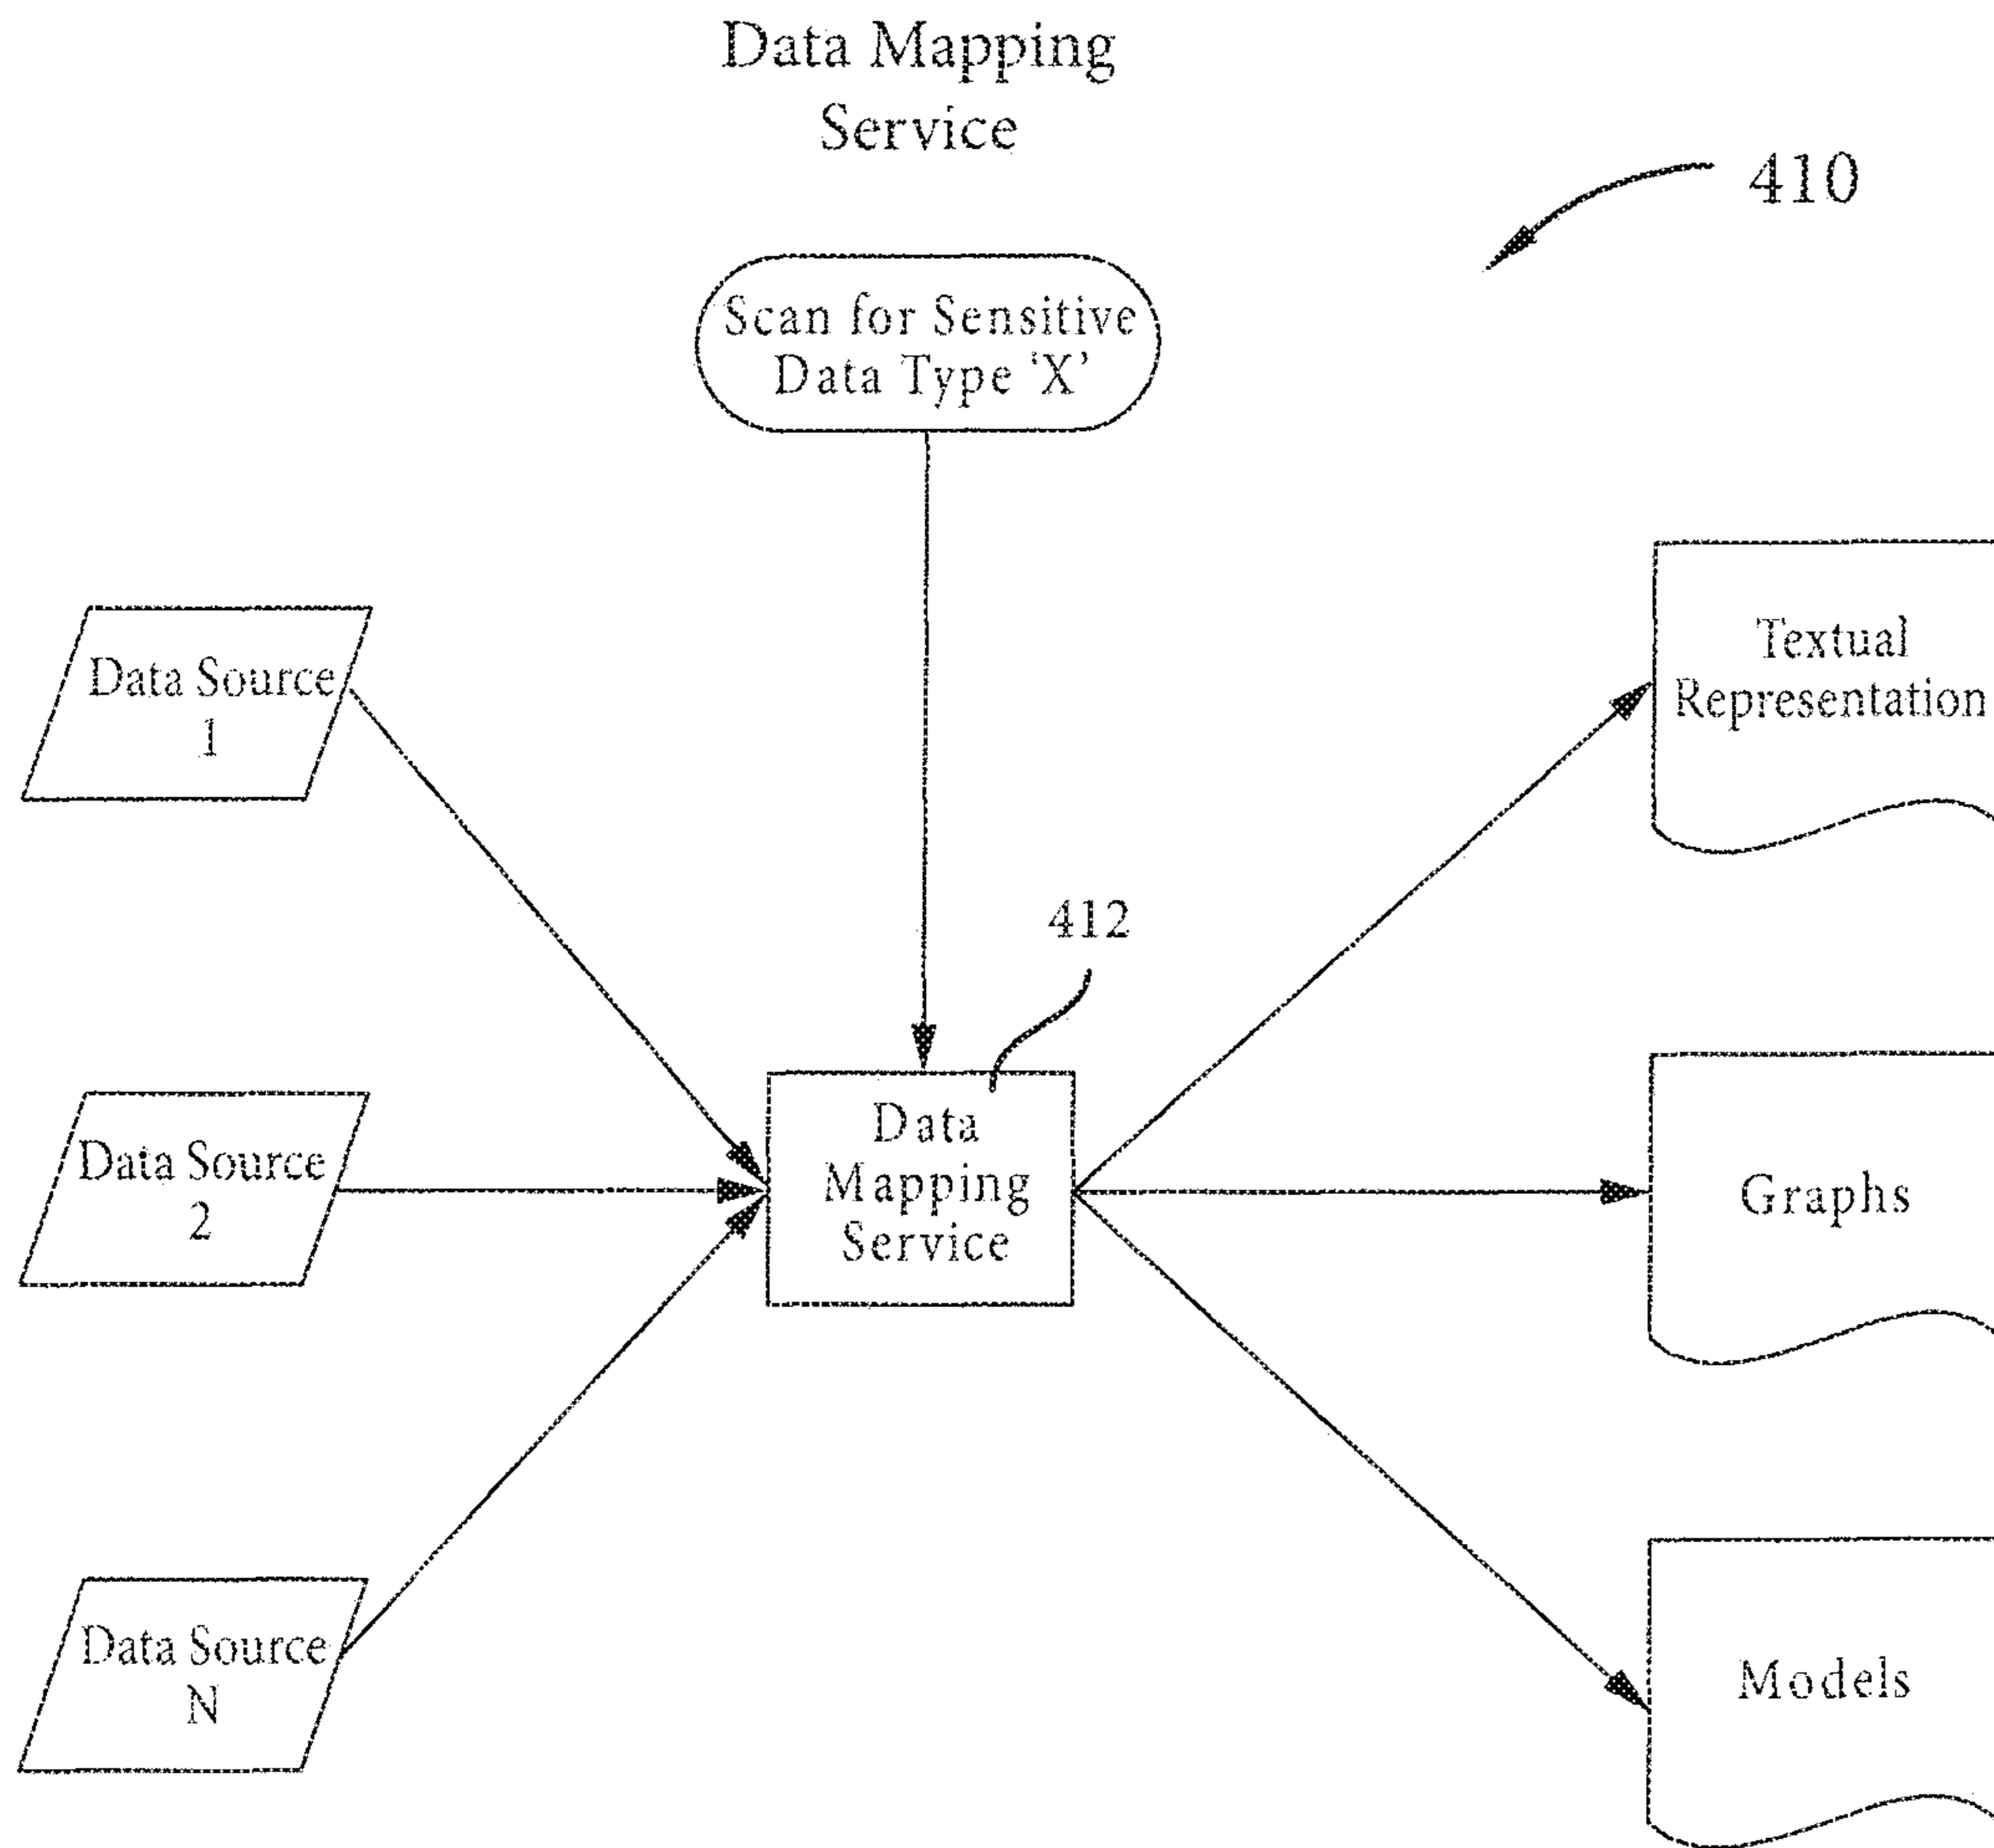 Data Mapping
Service
410
Scan for Sensitive
Data Type ‘X’
Data Source
1
Textual
Representation
412
Data Source
2
Data
Mapping
Service
Graphs
Data Source
N
Models